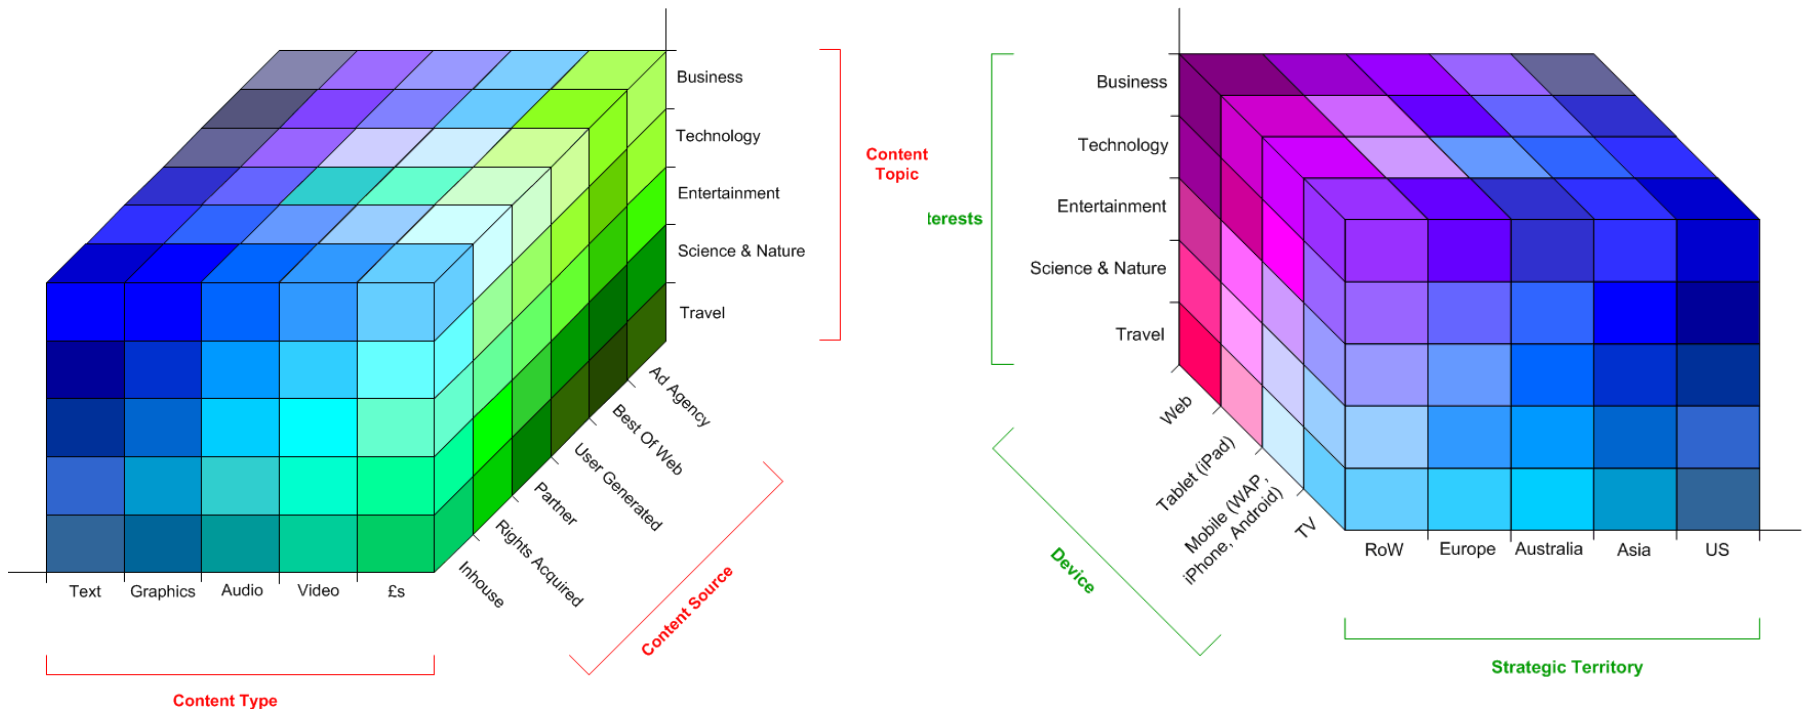 Business
Technology
Entertainment
Science & Nature
Travel
Content
Topic
Ad Agency
Best Of Web
User Generated
Partner
Rights Acquired
Inhouse
Content Source
Text
Graphics
Audio
Video
£s
Content Type
terests
Business
Technology
Entertainment
Science & Nature
Travel
Web
Tablet (iPad)
Mobile (WAP,
iPhone, Android)
TV
Device
RoW
Europe
Australia
Asia
US
Strategic Territory